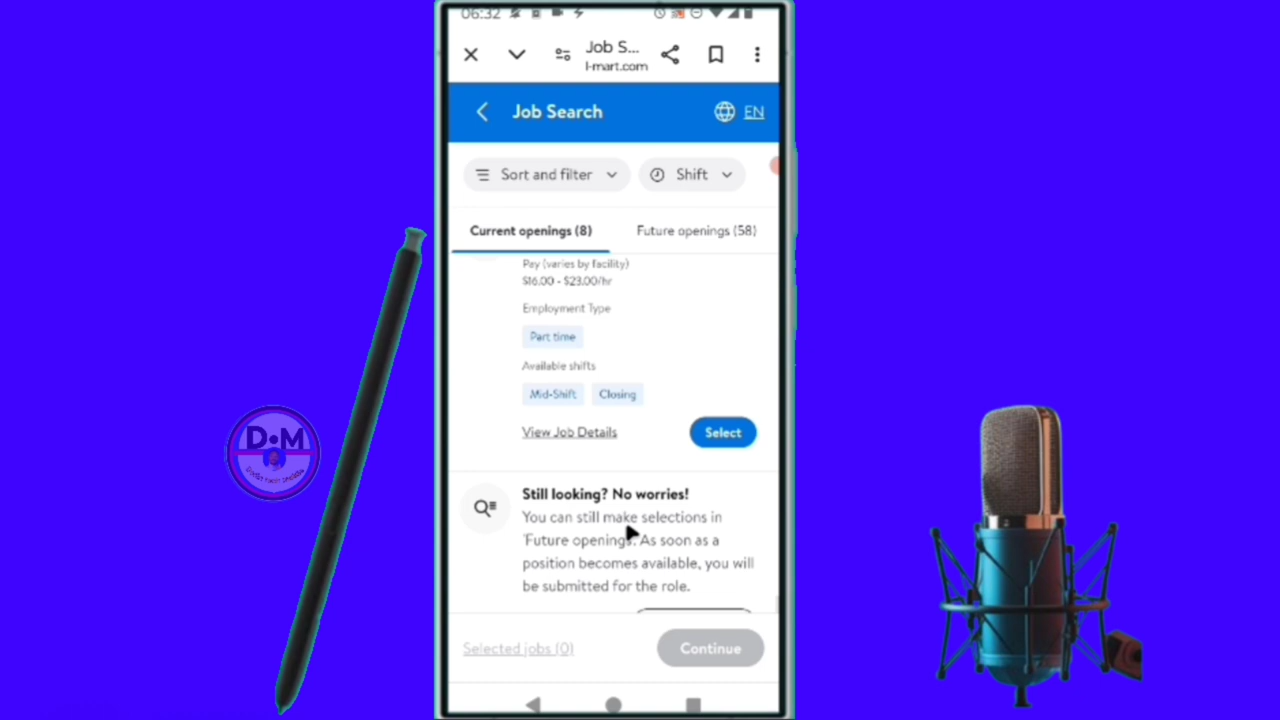 06:32
Job S...
l-mart.com
Job Search
EN
Sort and filter
Shift
Current openings (8)
Future openings (58)
Pay (varies by facility)
$16.00 - $23.00/hr
Employment Type
Part time
Available shifts
Mid-Shift
Closing
View Job Details
Select
Still looking? No worries!
You can still make selections in
'Future openings'. As soon as a
position becomes available, you will
be submitted for the role.
Selected jobs (0)
Continue
D•M